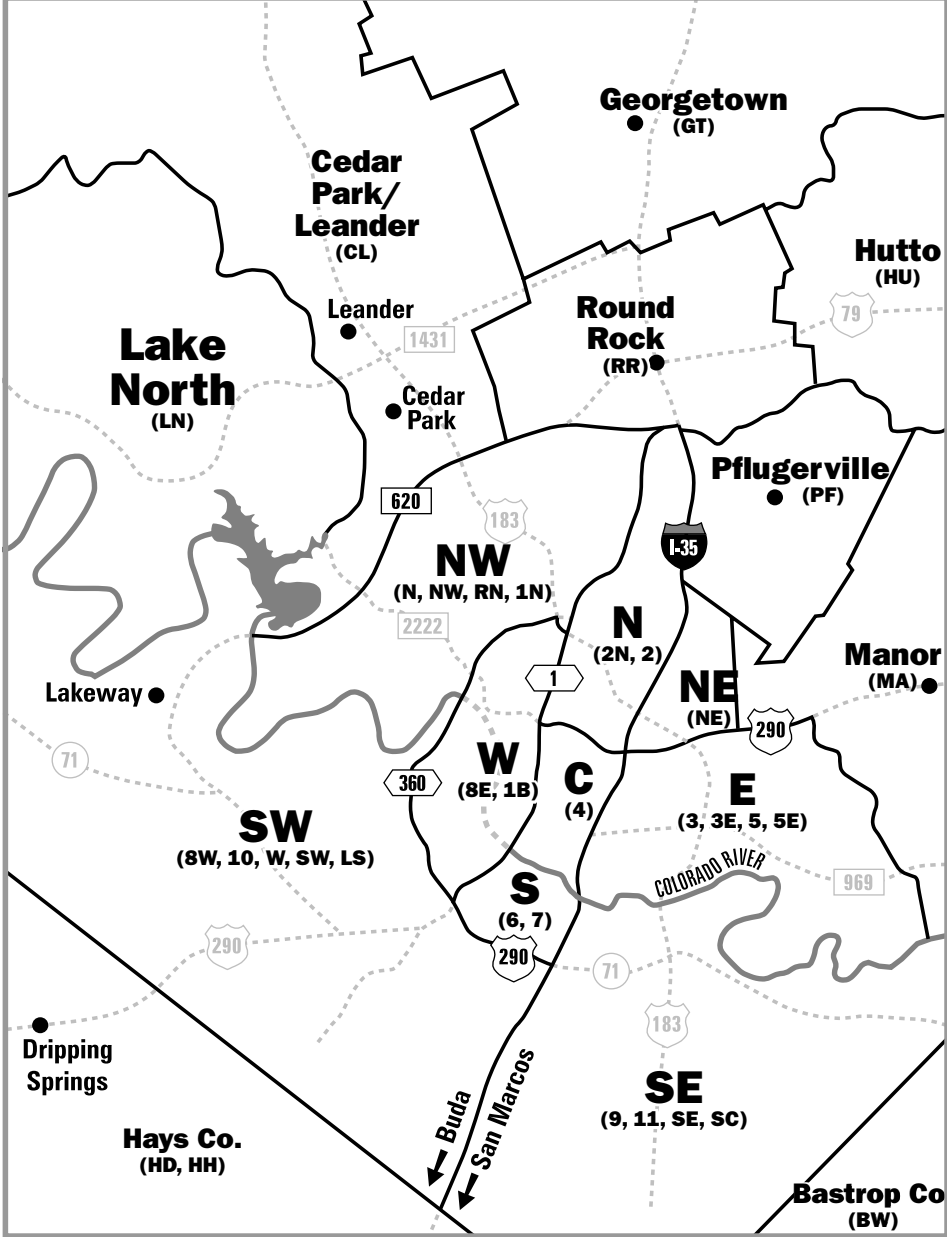 Georgetown
(GT)
Cedar
Park/
Leander
(CL)
Hutto
(HU)
Leander
Round
Rock
(RR)
79
1431
Lake
North
(LN)
Cedar
Park
Pflugerville
(PF)
620
183
I-35
NW
(N, NW, RN, 1N)
2222
N
(2N, 2)
Manor
(MA)
1
NE
(NE)
Lakeway
290
71
360
W
(8E, 1B)
C
(4)
E
(3, 3E, 5, 5E)
SW
(8W, 10, W, SW, LS)
COLORADO RIVER
969
S
(6, 7)
290
290
71
183
Dripping
Springs
SE
(9, 11, SE, SC)
Buda
San Marcos
Hays Co.
(HD, HH)
Bastrop Co
(BW)